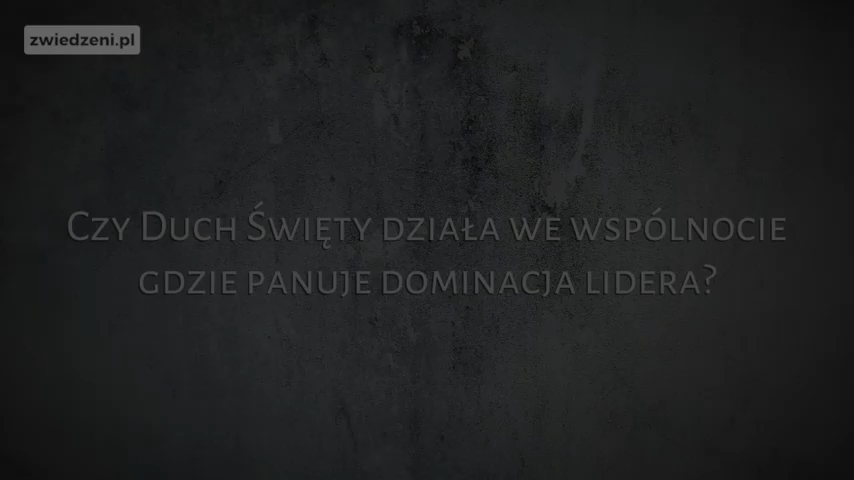 zwiedzeni.pl
Czy Duch Święty działa we wspólnocie
gdzie panuje dominacja lidera?